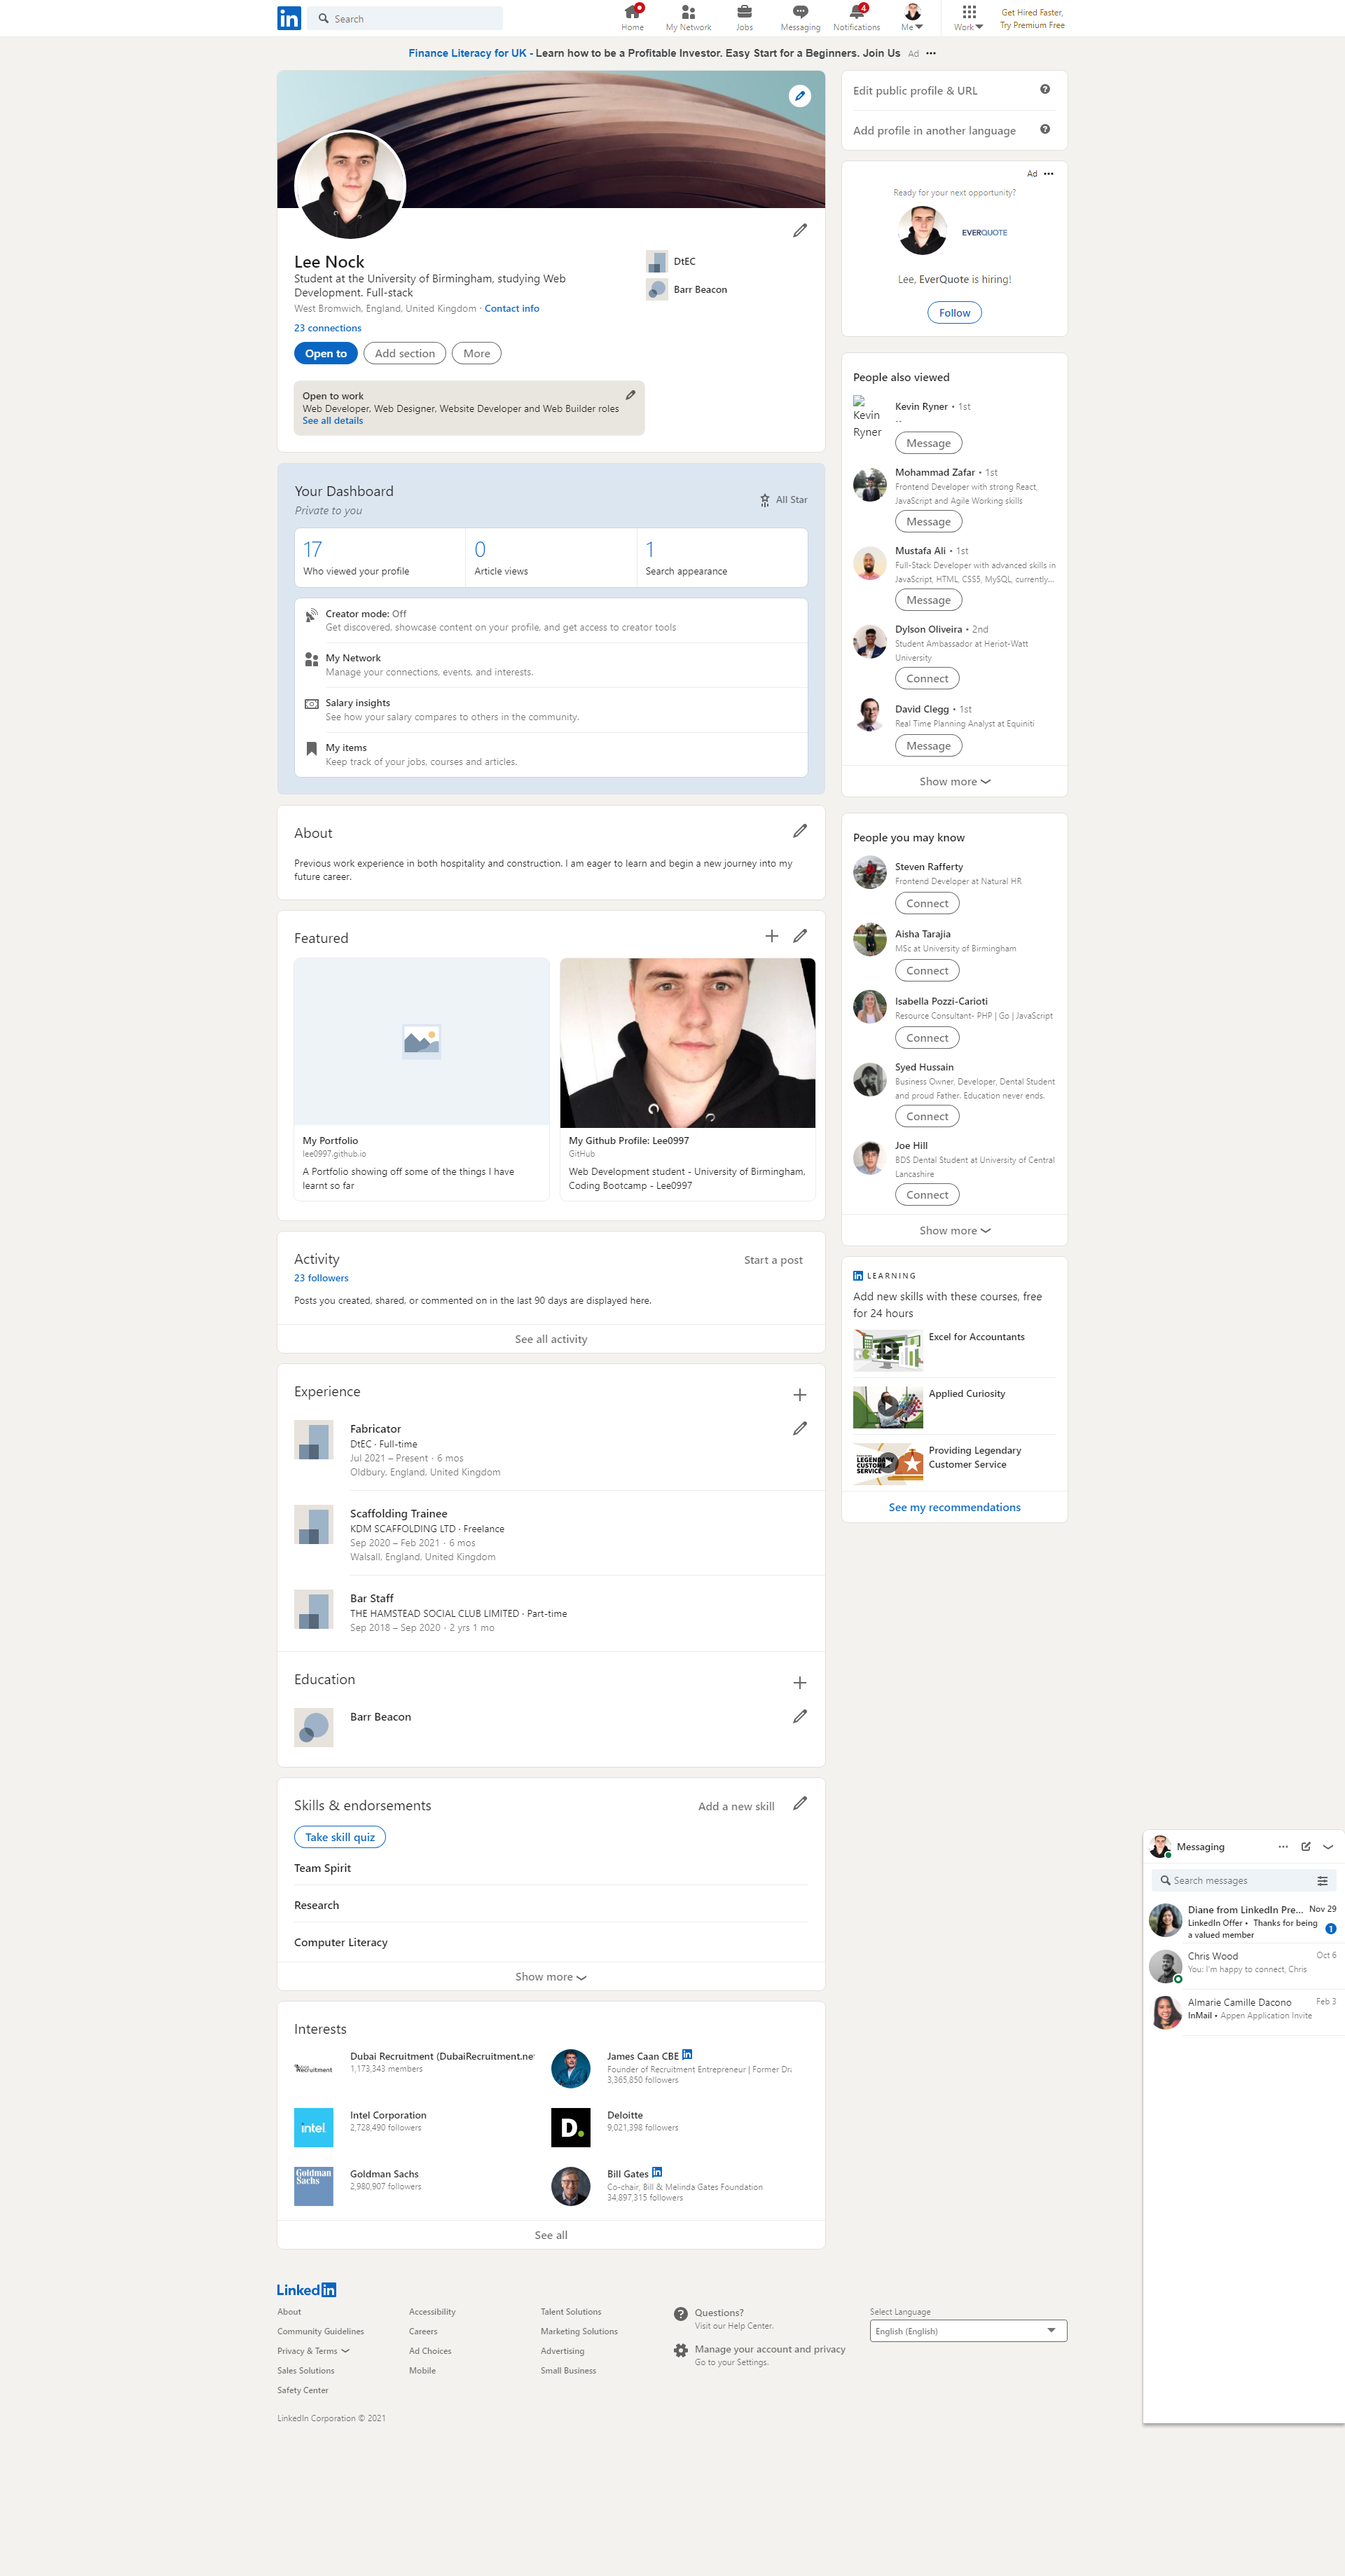 in
Search
Home
My Network
Jobs
Messaging
4
Notifications
Me
Work
Get Hired Faster,
Try Premium Free
Finance Literacy for UK - Learn how to be a Profitable Investor. Easy Start for a Beginners. Join Us Ad
Lee Nock
Student at the University of Birmingham, studying Web
Development. Full-stack
West Bromwich, England, United Kingdom · Contact info
23 connections
DtEC
Barr Beacon
Open to
Add section
More
Open to work
Web Developer, Web Designer, Website Developer and Web Builder roles
See all details
Your Dashboard
Private to you
All Star
17
Who viewed your profile
0
Article views
1
Search appearance
Creator mode: Off
Get discovered, showcase content on your profile, and get access to creator tools
My Network
Manage your connections, events, and interests.
Salary insights
See how your salary compares to others in the community.
My items
Keep track of your jobs, courses and articles.
About
Previous work experience in both hospitality and construction. I am eager to learn and begin a new journey into my
future career.
Featured
My Portfolio
lee0997.github.io
A Portfolio showing off some of the things I have
learnt so far
My Github Profile: Lee0997
GitHub
Web Development student - University of Birmingham,
Coding Bootcamp - Lee0997
Activity
Start a post
23 followers
Posts you created, shared, or commented on in the last 90 days are displayed here.
See all activity
Experience
Fabricator
DtEC · Full-time
Jul 2021 – Present · 6 mos
Oldbury, England, United Kingdom
Scaffolding Trainee
KDM SCAFFOLDING LTD · Freelance
Sep 2020 – Feb 2021 · 6 mos
Walsall, England, United Kingdom
Bar Staff
THE HAMSTEAD SOCIAL CLUB LIMITED · Part-time
Sep 2018 – Sep 2020 · 2 yrs 1 mo
Education
Barr Beacon
Skills & endorsements
Add a new skill
Take skill quiz
Team Spirit
Research
Computer Literacy
Show more
Interests
Recruitment
Dubai Recruitment (DubaiRecruitment.net
1,173,343 members
James Caan CBE in
Founder of Recruitment Entrepreneur | Former Dra
3,365,850 followers
intel
Intel Corporation
2,728,490 followers
D.
Deloitte
9,021,398 followers
Goldman
Sachs
Goldman Sachs
2,980,907 followers
Bill Gates in
Co-chair, Bill & Melinda Gates Foundation
34,897,315 followers
See all
Edit public profile & URL
Add profile in another language
Ad
Ready for your next opportunity?
EVERQUOTE
Lee, EverQuote is hiring!
Follow
People also viewed
Kevin
Ryner
Kevin Ryner • 1st
--
Message
Mohammad Zafar • 1st
Frontend Developer with strong React,
JavaScript and Agile Working skills
Message
Mustafa Ali • 1st
Full-Stack Developer with advanced skills in
JavaScript, HTML, CSS5, MySQL, currently...
Message
Dylson Oliveira • 2nd
Student Ambassador at Heriot-Watt
University
Connect
David Clegg • 1st
Real Time Planning Analyst at Equiniti
Message
Show more
People you may know
Steven Rafferty
Frontend Developer at Natural HR
Connect
Aisha Tarajia
MSc at University of Birmingham
Connect
Isabella Pozzi-Carioti
Resource Consultant- PHP | Go | JavaScript
Connect
Syed Hussain
Business Owner, Developer, Dental Student
and proud Father. Education never ends.
Connect
Joe Hill
BDS Dental Student at University of Central
Lancashire
Connect
Show more
in LEARNING
Add new skills with these courses, free
for 24 hours
Excel for Accountants
Applied Curiosity
LEGENDARY
CUSTOMER
SERVICE
Providing Legendary
Customer Service
See my recommendations
Messaging
Search messages
Diane from LinkedIn Pre... Nov 29
LinkedIn Offer • Thanks for being
a valued member
1
Chris Wood Oct 6
You: I'm happy to connect, Chris
Almarie Camille Dacono Feb 3
InMail • Appen Application Invite
Linkedin
About
Community Guidelines
Privacy & Terms
Sales Solutions
Safety Center
Accessibility
Careers
Ad Choices
Mobile
Talent Solutions
Marketing Solutions
Advertising
Small Business
Questions?
Visit our Help Center.
Manage your account and privacy
Go to your Settings.
Select Language
English (English)
LinkedIn Corporation © 2021